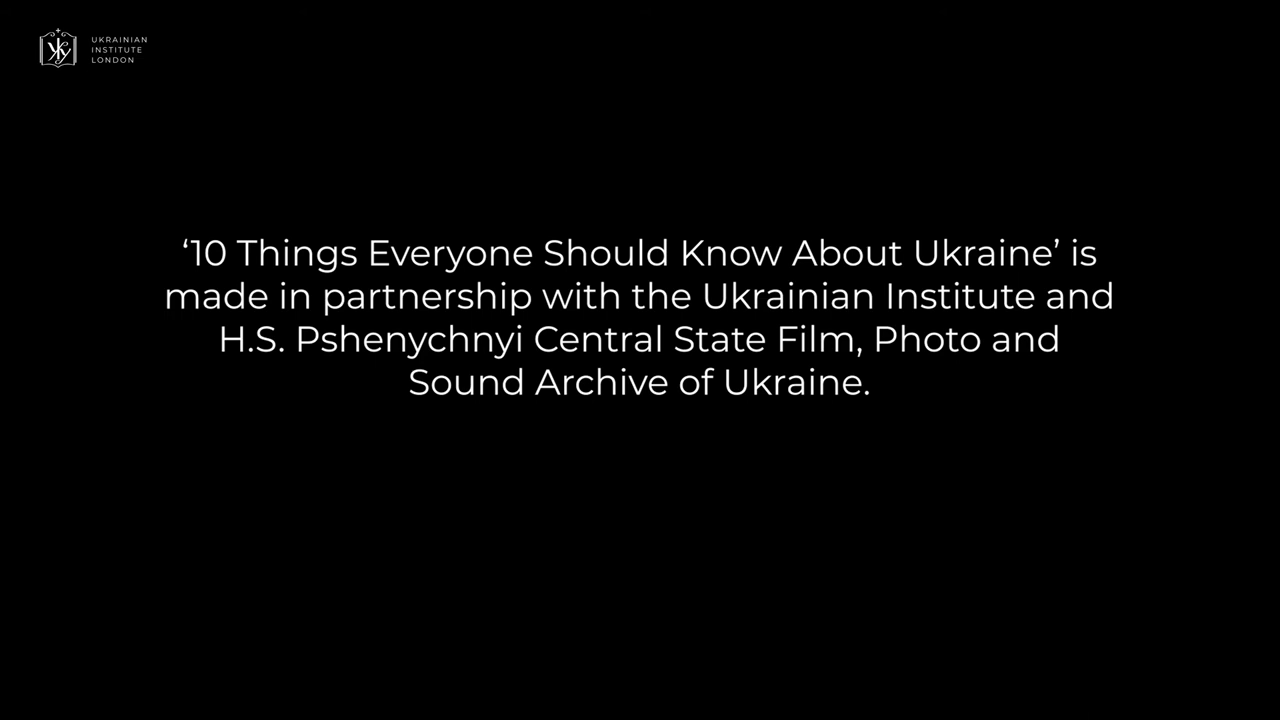 UKRAINIAN
INSTITUTE
LONDON
‘10 Things Everyone Should Know About Ukraine’ is
made in partnership with the Ukrainian Institute and
H.S. Pshenychnyi Central State Film, Photo and
Sound Archive of Ukraine.